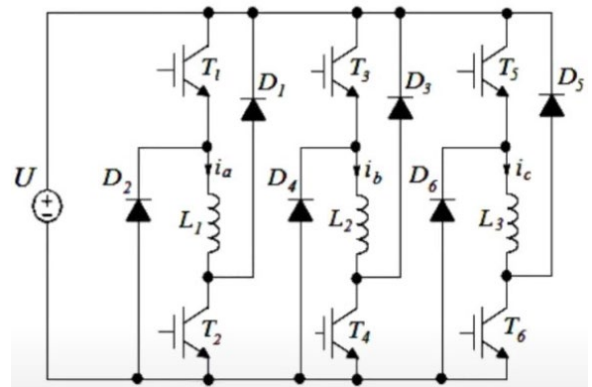 T1 D1 T3 D3 T5 D5
U D2 ia D4 ib D6 ic
L1 L2 L3
T2 T4 T6